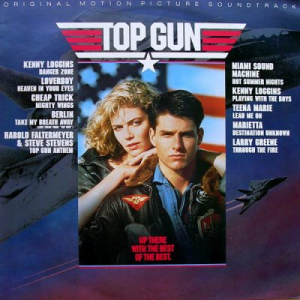 ORIGINAL MOTION PICTURE SOUNDTRACK
TOP GUN
KENNY LOGGINS
DANGER ZONE
LOVERBOY
HEAVEN IN YOUR EYES
CHEAP TRICK
MIGHTY WINGS
BERLIN
TAKE MY BREATH AWAY
HAROLD FALTERMEYER
& STEVE STEVENS
TOP GUN ANTHEM
MIAMI SOUND
MACHINE
HOT SUMMER NIGHTS
KENNY LOGGINS
PLAYING WITH THE BOYS
TEENA MARIE
LEAD ME ON
MARIETTA
DESTINATION UNKNOWN
LARRY GREENE
THROUGH THE FIRE
UP THERE
WITH THE BEST
OF THE BEST.